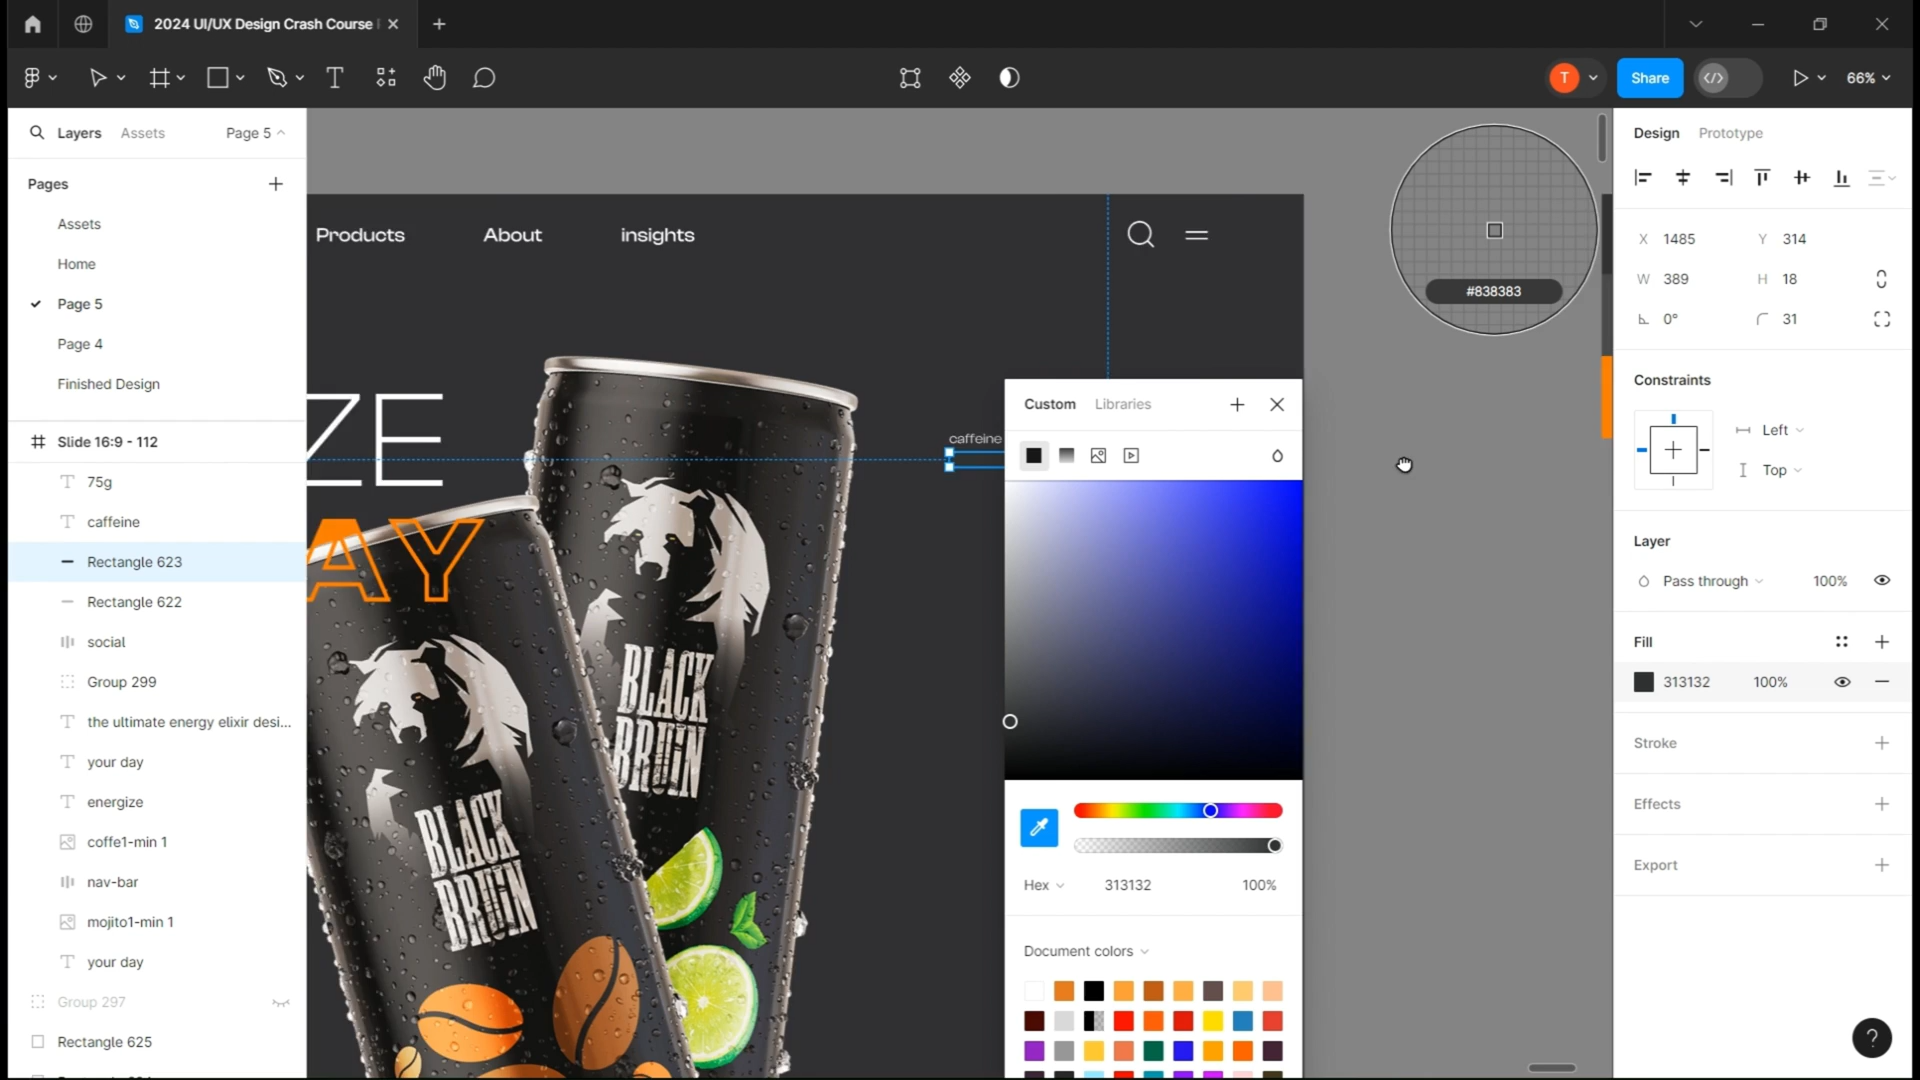 2024 UI/UX Design Crash Course
T
Share
66%
Layers
Assets
Page 5
Pages
Assets
Home
Page 5
Page 4
Finished Design
Slide 16:9 - 112
75g
caffeine
Rectangle 623
Rectangle 622
social
Group 299
the ultimate energy elixir desi...
your day
energize
coffe1-min 1
nav-bar
mojito1-min 1
your day
Group 297
Rectangle 625
Products
About
insights
ZE
AY
caffeine
BLACK
BRUIN
BLACK
BRUIN
#838383
Custom
Libraries
Hex
313132
100%
Document colors
Design
Prototype
X 1485
Y 314
W 389
H 18
0°
31
Constraints
Left
Top
Layer
Pass through
100%
Fill
313132
100%
Stroke
Effects
Export
?